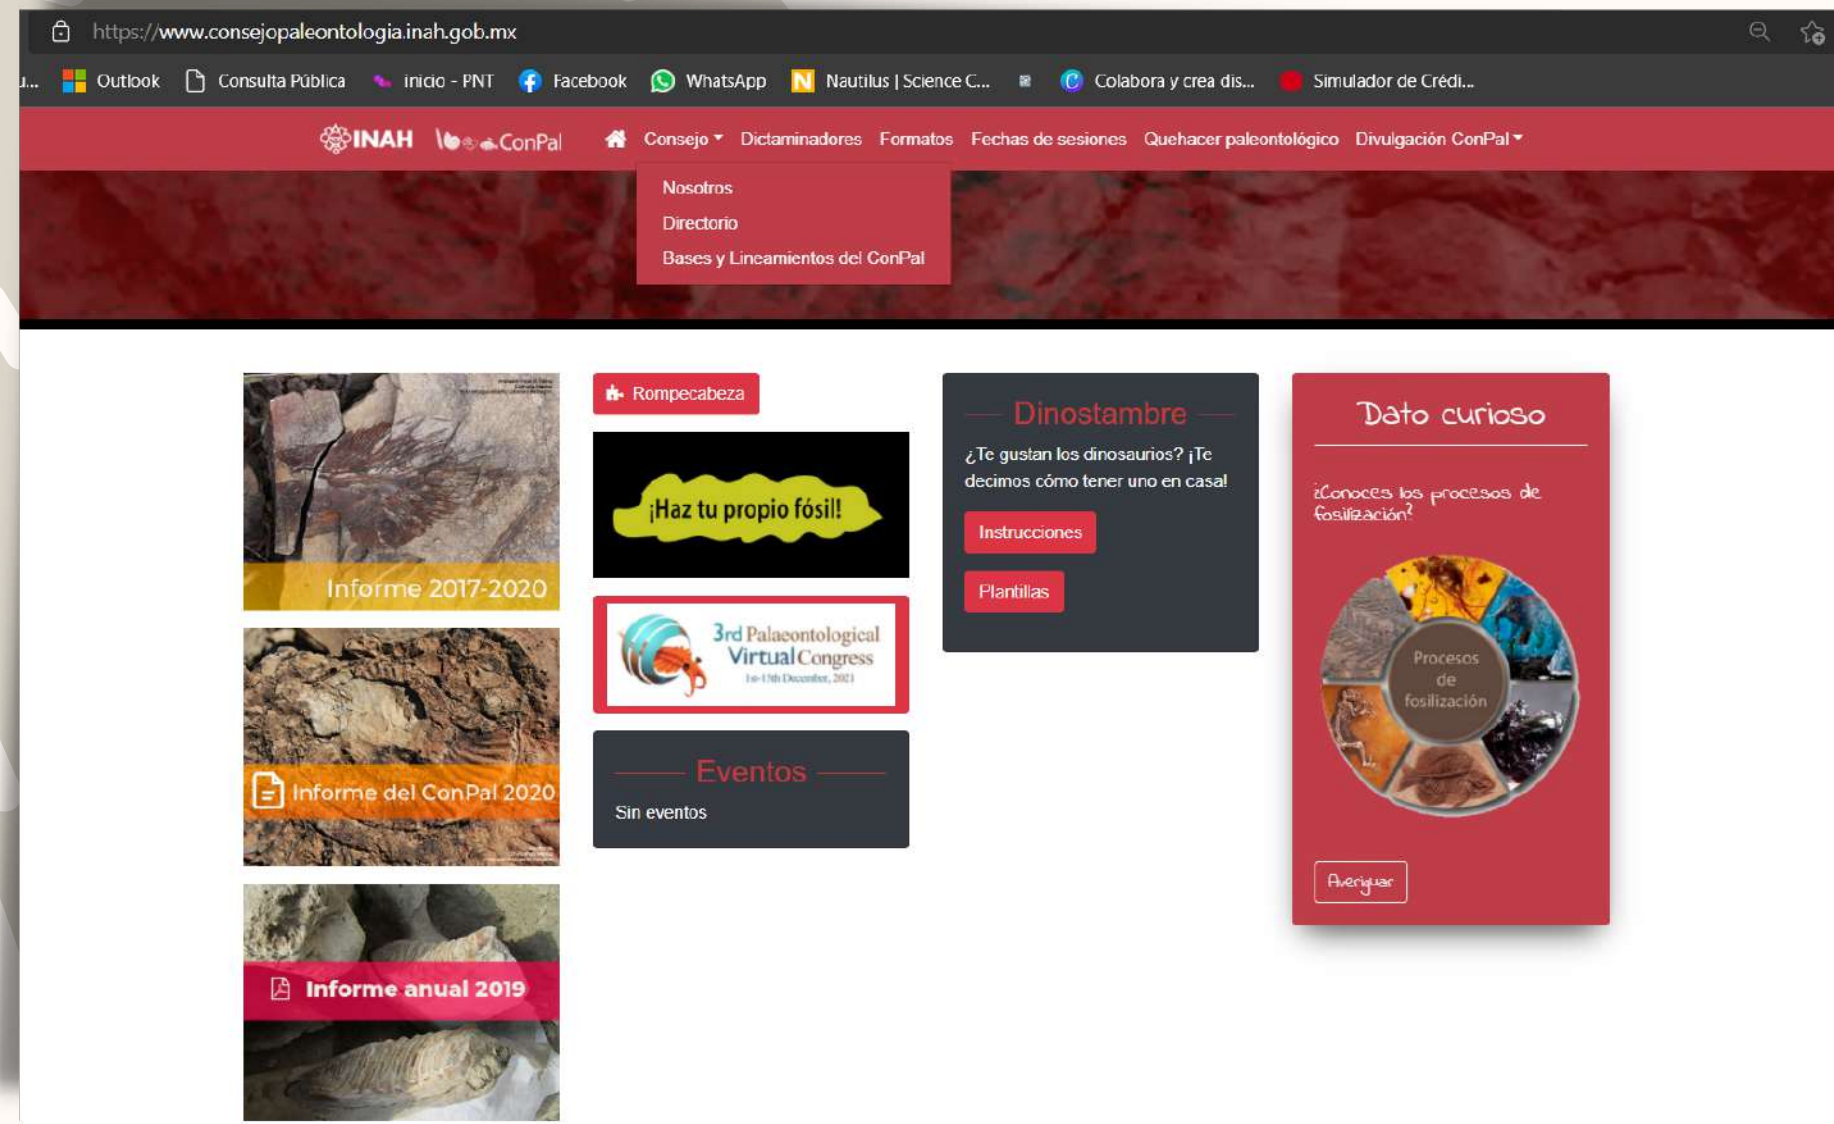 https://www.consejopaleontologia.inah.gob.mx
Outlook
Consulta Pública
inicio - PNT
Facebook
WhatsApp
Nautilus | Science C...
Colabora y crea dis...
Simulador de Crédi...
INAH
ConPal
Consejo
Dictaminadores
Formatos
Fechas de sesiones
Quehacer paleontológico
Divulgación ConPal
Nosotros
Directorio
Bases y Lineamientos del ConPal
Informe 2017-2020
Informe del ConPal 2020
Informe anual 2019
Rompecabeza
¡Haz tu propio fósil!
3rd Palaeontological
Virtual Congress
1st-15th December, 2021
Eventos
Sin eventos
Dinostambre
¿Te gustan los dinosaurios? ¡Te
decimos cómo tener uno en casa!
Instrucciones
Plantillas
Dato curioso
¿Conoces los procesos de
fosilización?
Procesos
de
fosilización
Averiguar